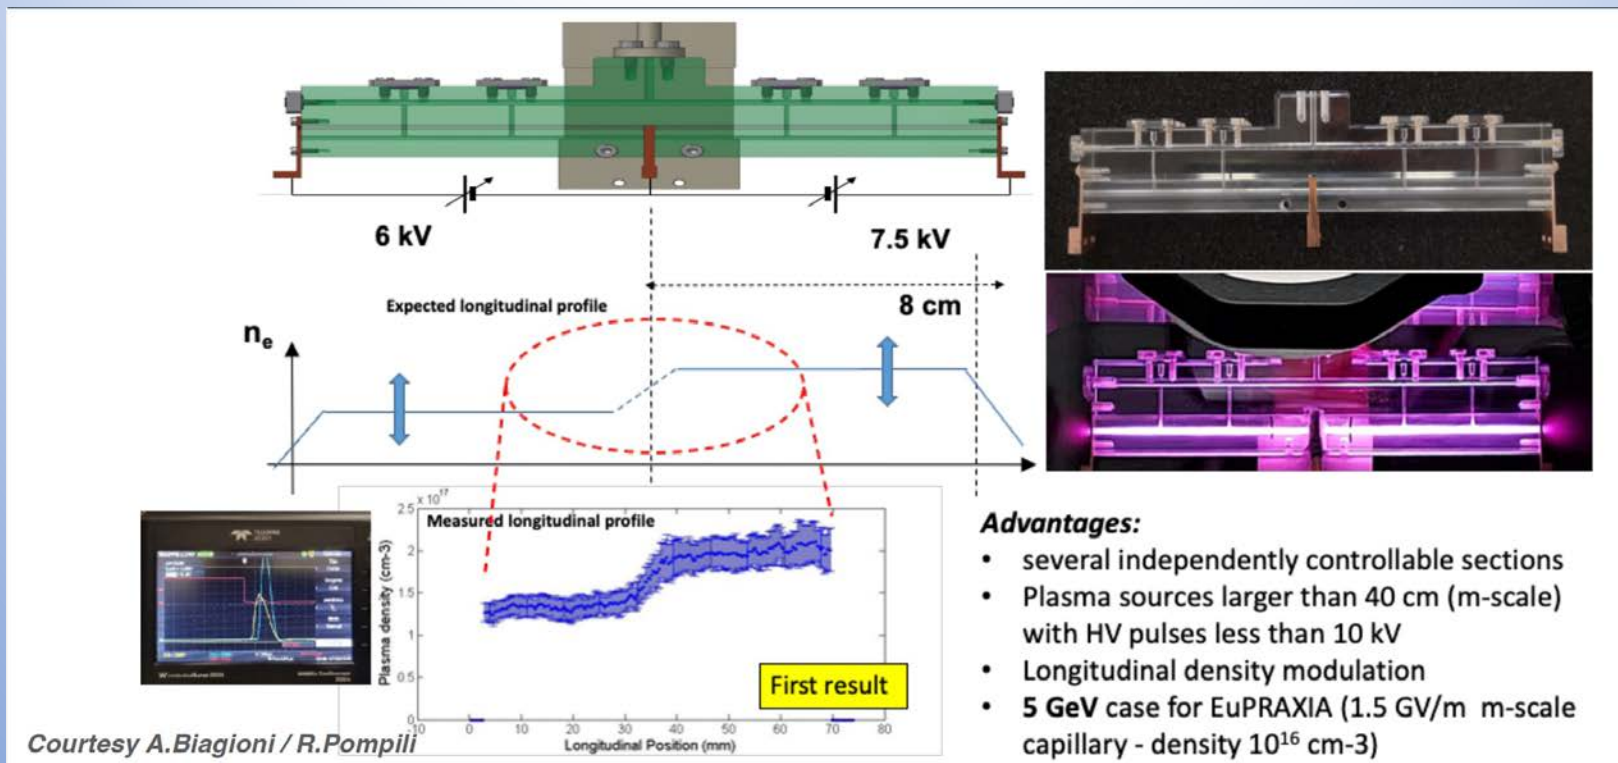 6 kV
7.5 kV
8 cm
Expected longitudinal profile
nₑ
x 10¹⁷
2.5
Measured longitudinal profile
2
1.5
1
0.5
0
Plasma density (cm-3)
-10
0
10
20
30
40
50
60
70
80
Longitudinal Position (mm)
First result
Advantages:
• several independently controllable sections
• Plasma sources larger than 40 cm (m-scale)
with HV pulses less than 10 kV
• Longitudinal density modulation
• 5 GeV case for EuPRAXIA (1.5 GV/m m-scale
capillary - density 10¹⁶ cm-3)
Courtesy A.Biagioni / R.Pompili